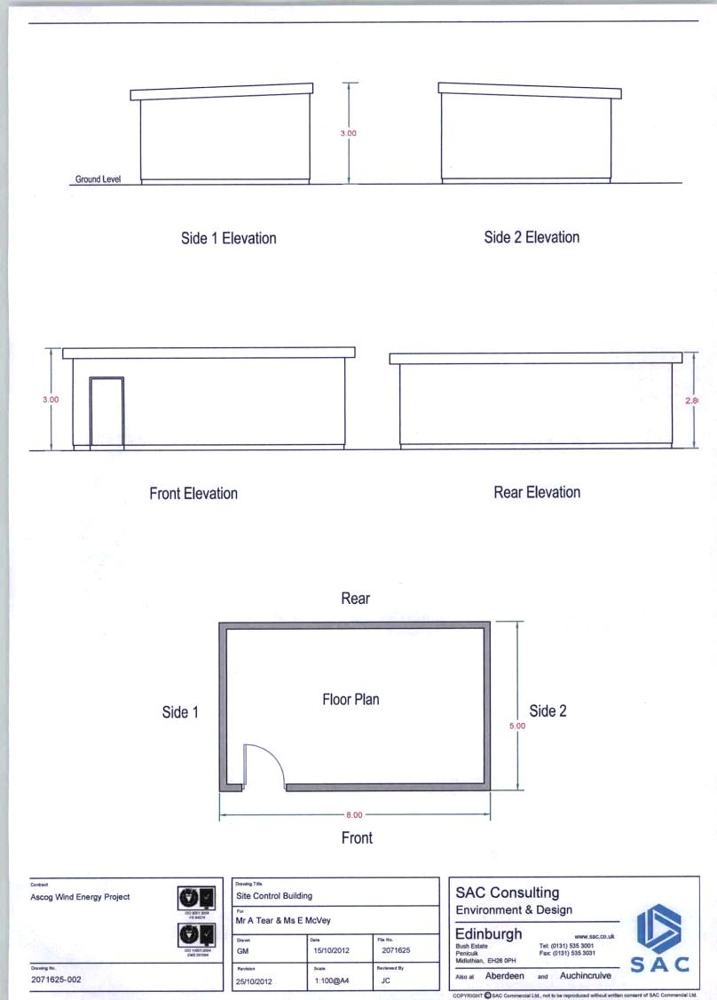 3.00
Ground Level
Side 1 Elevation
Side 2 Elevation
3.00
Front Elevation
Rear Elevation
Rear
Side 1
Floor Plan
Side 2
5.00
8.00
Front
Contract
Ascog Wind Energy Project
Drawing No.
2071625-002
Drawing Title
Site Control Building
For
Mr A Tear & Ms E McVey
Drawn
GM
Date
15/10/2012
File No.
2071625
Revision
25/10/2012
Scale
1:100@A4
Reviewed By
JC
SAC Consulting
Environment & Design
Edinburgh
Bush Estate
Penicuik
Midlothian, EH26 0PH
www.sac.co.uk
Tel: (0131) 535 3001
Fax: (0131) 535 3031
Also at Aberdeen and Auchincruive
SAC
COPYRIGHT © SAC Commercial Ltd., not to be reproduced without written consent of SAC Commercial Ltd.